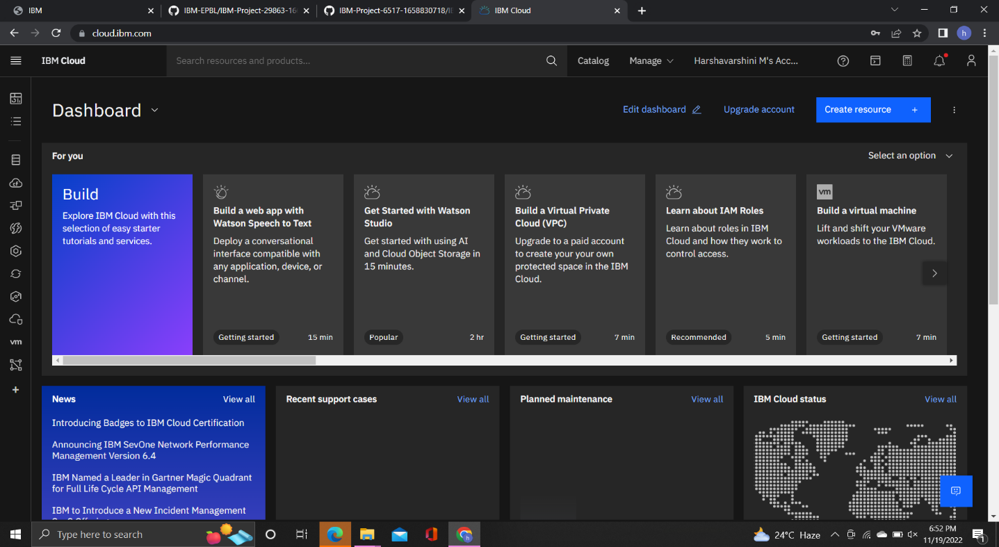 IBM
IBM-EPBL/IBM-Project-29863-16
IBM-Project-6517-1658830718/I
IBM Cloud
cloud.ibm.com
h
IBM Cloud
Search resources and products...
Catalog
Manage
Harshavarshini M's Acc...
Dashboard
Edit dashboard
Upgrade account
Create resource +
For you
Select an option
Build
Explore IBM Cloud with this
selection of easy starter
tutorials and services.
Build a web app with
Watson Speech to Text
Deploy a conversational
interface compatible with
any application, device, or
channel.
Getting started
15 min
Get Started with Watson
Studio
Get started with using AI
and Cloud Object Storage in
15 minutes.
Popular
2 hr
Build a Virtual Private
Cloud (VPC)
Upgrade to a paid account
to create your your own
protected space in the IBM
Cloud.
Getting started
7 min
Learn about IAM Roles
Learn about roles in IBM
Cloud and how they work to
control access.
Recommended
5 min
vm
Build a virtual machine
Lift and shift your VMware
workloads to the IBM Cloud.
Getting started
7 min
cf
vm
News
View all
Introducing Badges to IBM Cloud Certification
Announcing IBM SevOne Network Performance
Management Version 6.4
IBM Named a Leader in Gartner Magic Quadrant
for Full Life Cycle API Management
IBM to Introduce a New Incident Management
Recent support cases
View all
Planned maintenance
View all
IBM Cloud status
View all
Type here to search
h
24°C Haze
6:52 PM
11/19/2022
1